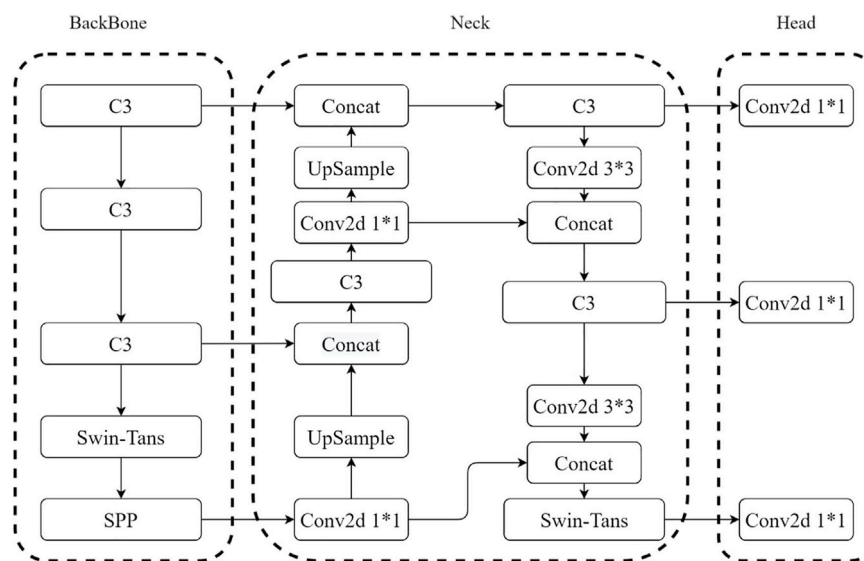 BackBone
Neck
Head
C3
Concat
C3
Conv2d 1*1
UpSample
Conv2d 3*3
C3
Conv2d 1*1
Concat
C3
C3
Conv2d 1*1
C3
Concat
Conv2d 3*3
Swin-Tans
UpSample
Concat
SPP
Conv2d 1*1
Swin-Tans
Conv2d 1*1